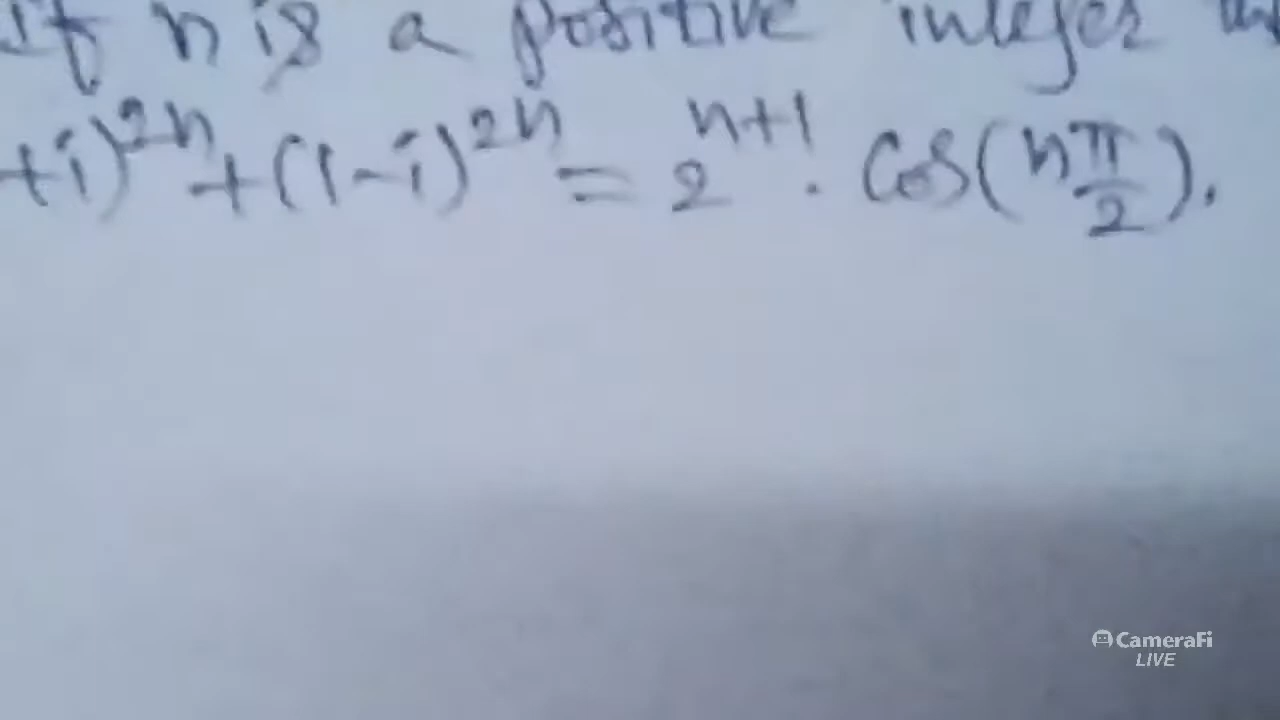 If n is a positive integer
+i)^{2n} + (1-i)^{2n} = 2^{n+1} . Cos(nπ/2).
CameraFi
LIVE